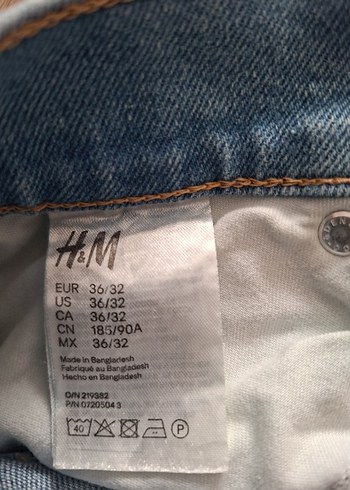 H&M
EUR 36/32
US 36/32
CA 36/32
CN 185/90A
MX 36/32
Made in Bangladesh
Fabriqué au Bangladesh
Hecho en Bangladesh
O/N 219382
P/N 0720504 3
40 P